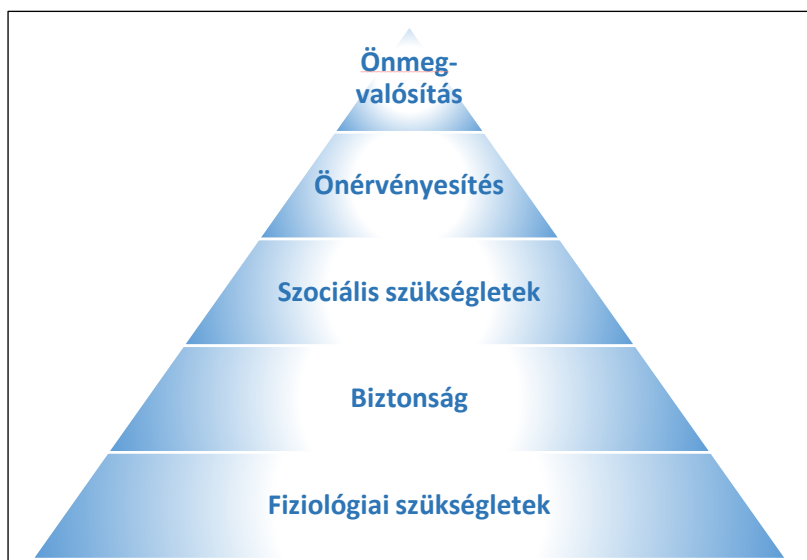 Önmeg-
valósítás
Önérvényesítés
Szociális szükségletek
Biztonság
Fiziológiai szükségletek